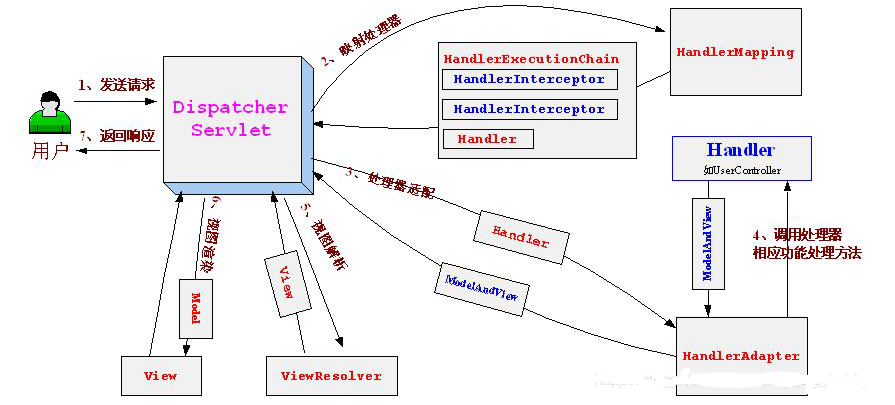 1、发送请求
7、返回响应
用户
Dispatcher
Servlet
2、映射处理器
HandlerExecutionChain
HandlerInterceptor
HandlerInterceptor
Handler
HandlerMapping
3、处理器适配
Handler
ModelAndView
Handler
如UserController
ModelAndView
4、调用处理器
相应功能处理方法
HandlerAdapter
5、视图解析
View
ViewResolver
6、视图渲染
Model
View